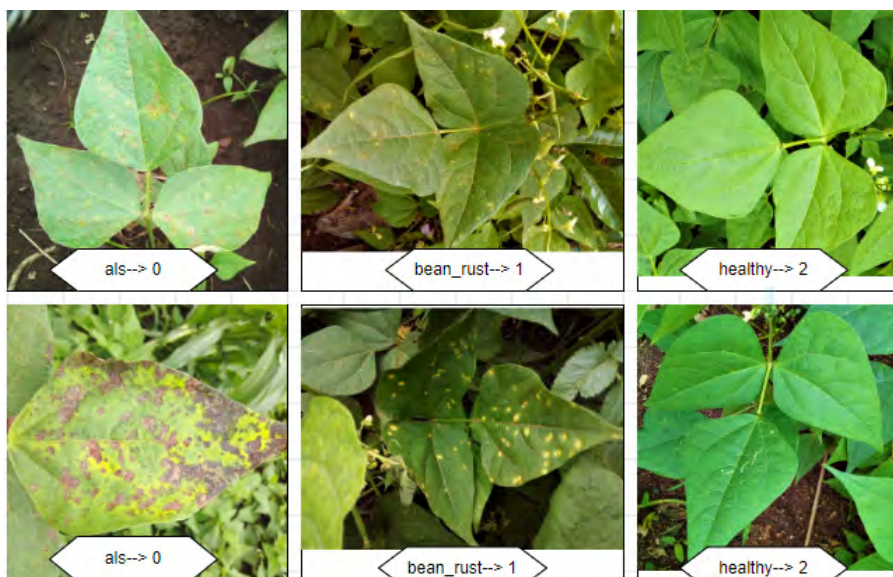 als--> 0
bean_rust--> 1
healthy--> 2
als--> 0
bean_rust--> 1
healthy--> 2